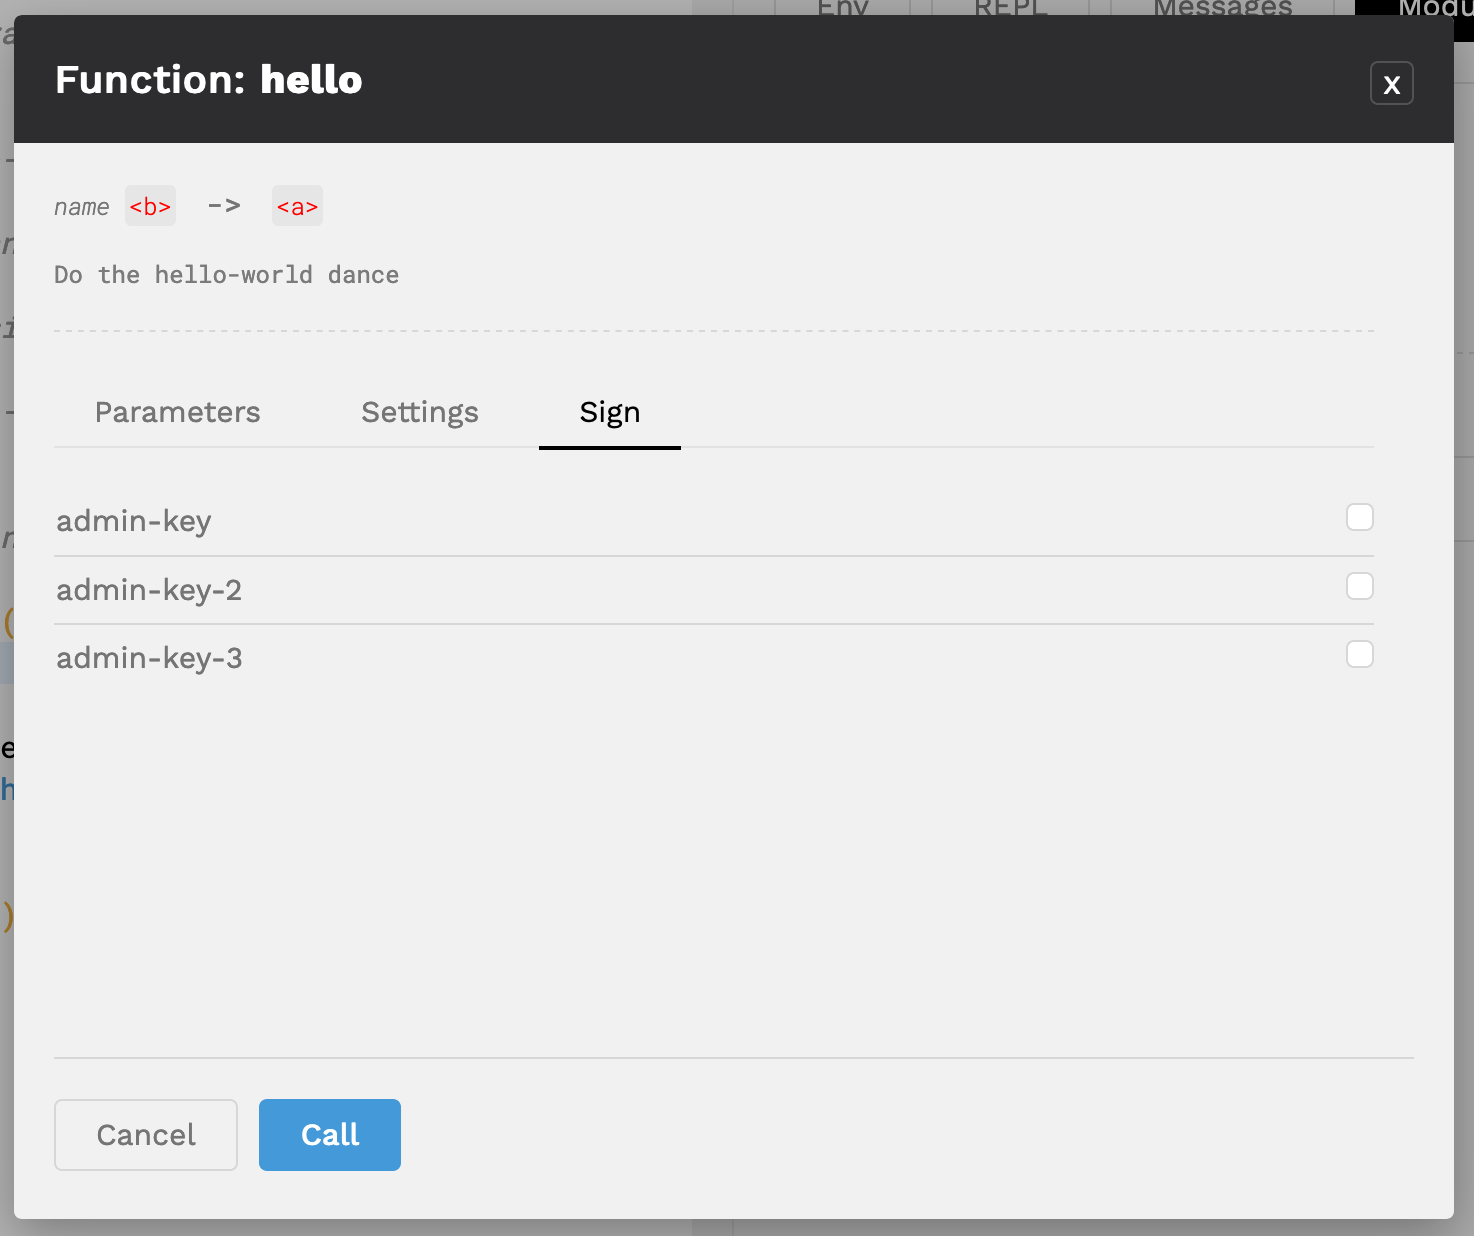 Env REPL Messages
Function: hello
X
name <b> -> <a>
Do the hello-world dance
Parameters Settings Sign
admin-key
admin-key-2
admin-key-3
Cancel Call